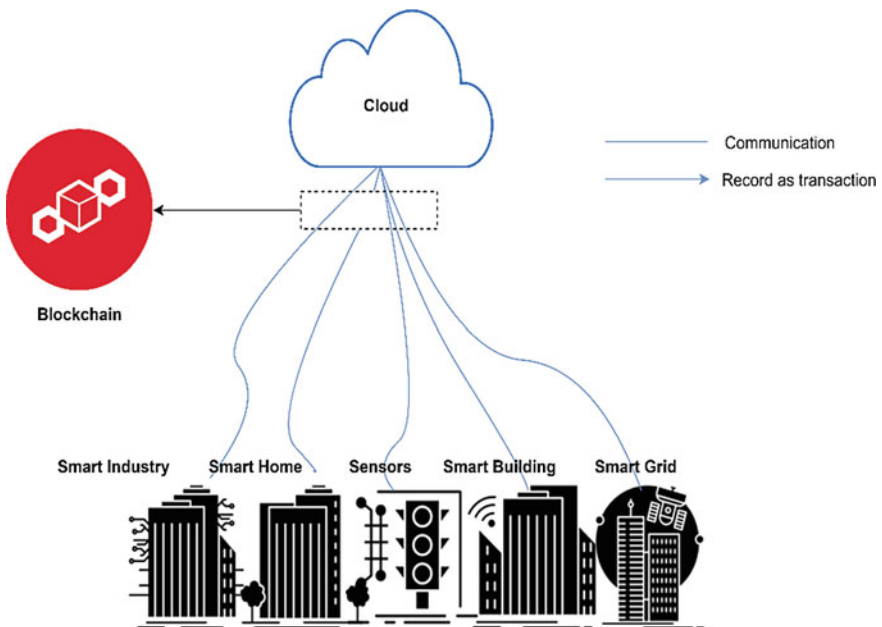 Cloud
Communication
Record as transaction
Blockchain
Smart Industry Smart Home Sensors Smart Building Smart Grid